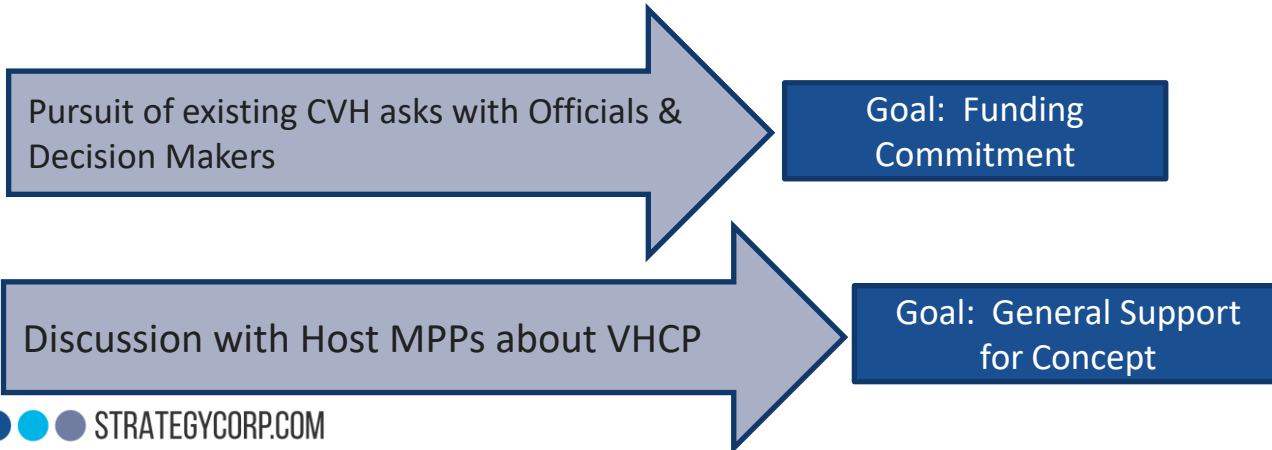 Pursuit of existing CVH asks with Officials &
Decision Makers
Goal: Funding
Commitment
Discussion with Host MPPs about VHCP
Goal: General Support
for Concept
STRATEGYCORP.COM